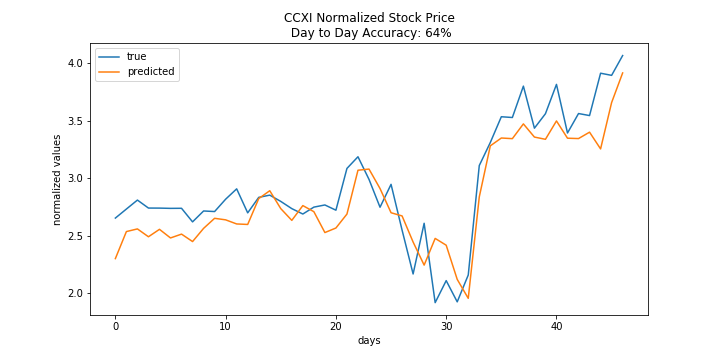 CCXI Normalized Stock Price
Day to Day Accuracy: 64%
true
predicted
normalized values
4.0
3.5
3.0
2.5
2.0
0
10
20
30
40
days